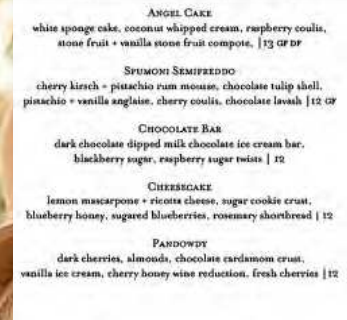 ANGEL CAKE
white sponge cake, coconut whipped cream, raspberry coulis,
stone fruit + vanilla stone fruit compote, |13 GF DF
SPUMONI SEMIFREDDO
cherry kirsch + pistachio rum mousse, chocolate tulip shell,
pistachio + vanilla anglaise, cherry coulis, chocolate lavash |12 GF
CHOCOLATE BAR
dark chocolate dipped milk chocolate ice cream bar,
blackberry sugar, raspberry sugar twists | 12
CHEESECAKE
lemon mascarpone + ricotta cheese, sugar cookie crust,
blueberry honey, sugared blueberries, rosemary shortbread | 12
PANDOWDY
dark cherries, almonds, chocolate cardamom crust,
vanilla ice cream, cherry honey wine reduction, fresh cherries |12